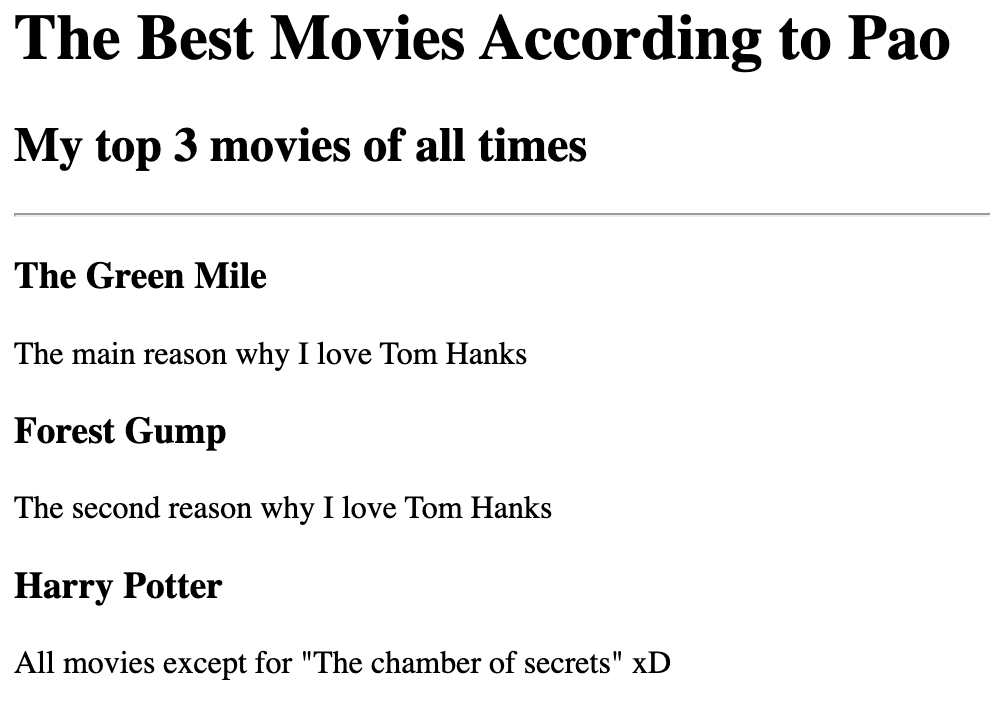 The Best Movies According to Pao
My top 3 movies of all times
The Green Mile
The main reason why I love Tom Hanks
Forest Gump
The second reason why I love Tom Hanks
Harry Potter
All movies except for "The chamber of secrets" xD